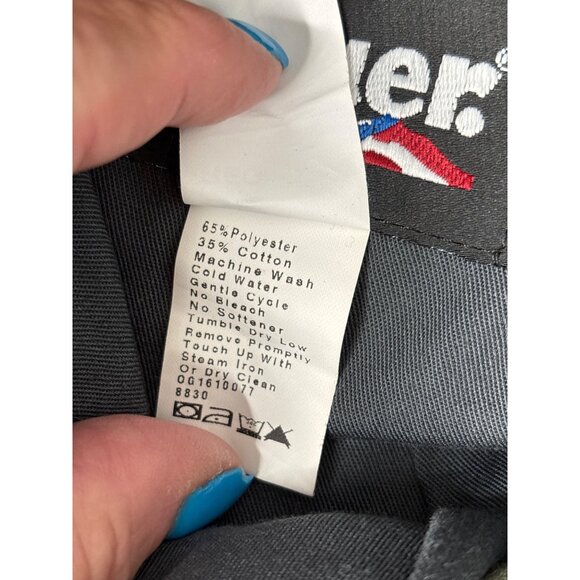 uer.®
65% Polyester
35% Cotton
Machine Wash
Cold Water
Gentle Cycle
No Bleach
No Softener
Tumble Dry Low
Remove Promptly
Touch Up With
Steam Iron
Or Dry Clean
OG1610077
8830